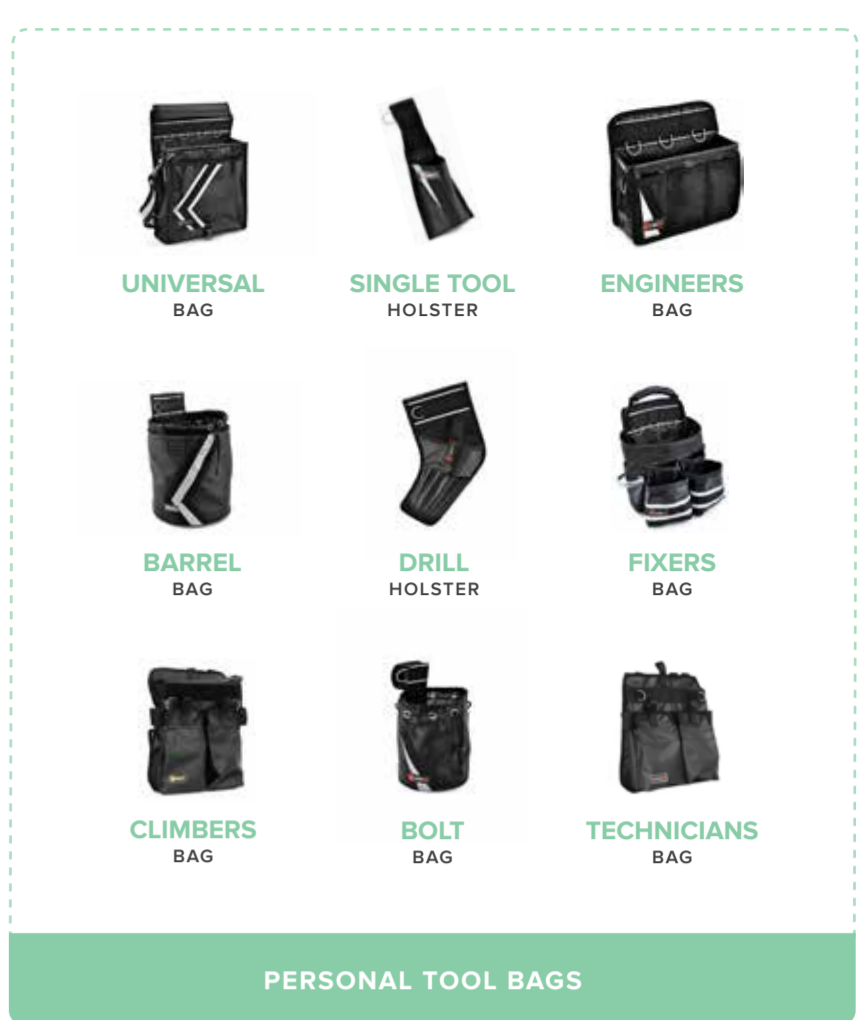 UNIVERSAL
BAG
SINGLE TOOL
HOLSTER
ENGINEERS
BAG
BARREL
BAG
DRILL
HOLSTER
FIXERS
BAG
CLIMBERS
BAG
BOLT
BAG
TECHNICIANS
BAG
PERSONAL TOOL BAGS